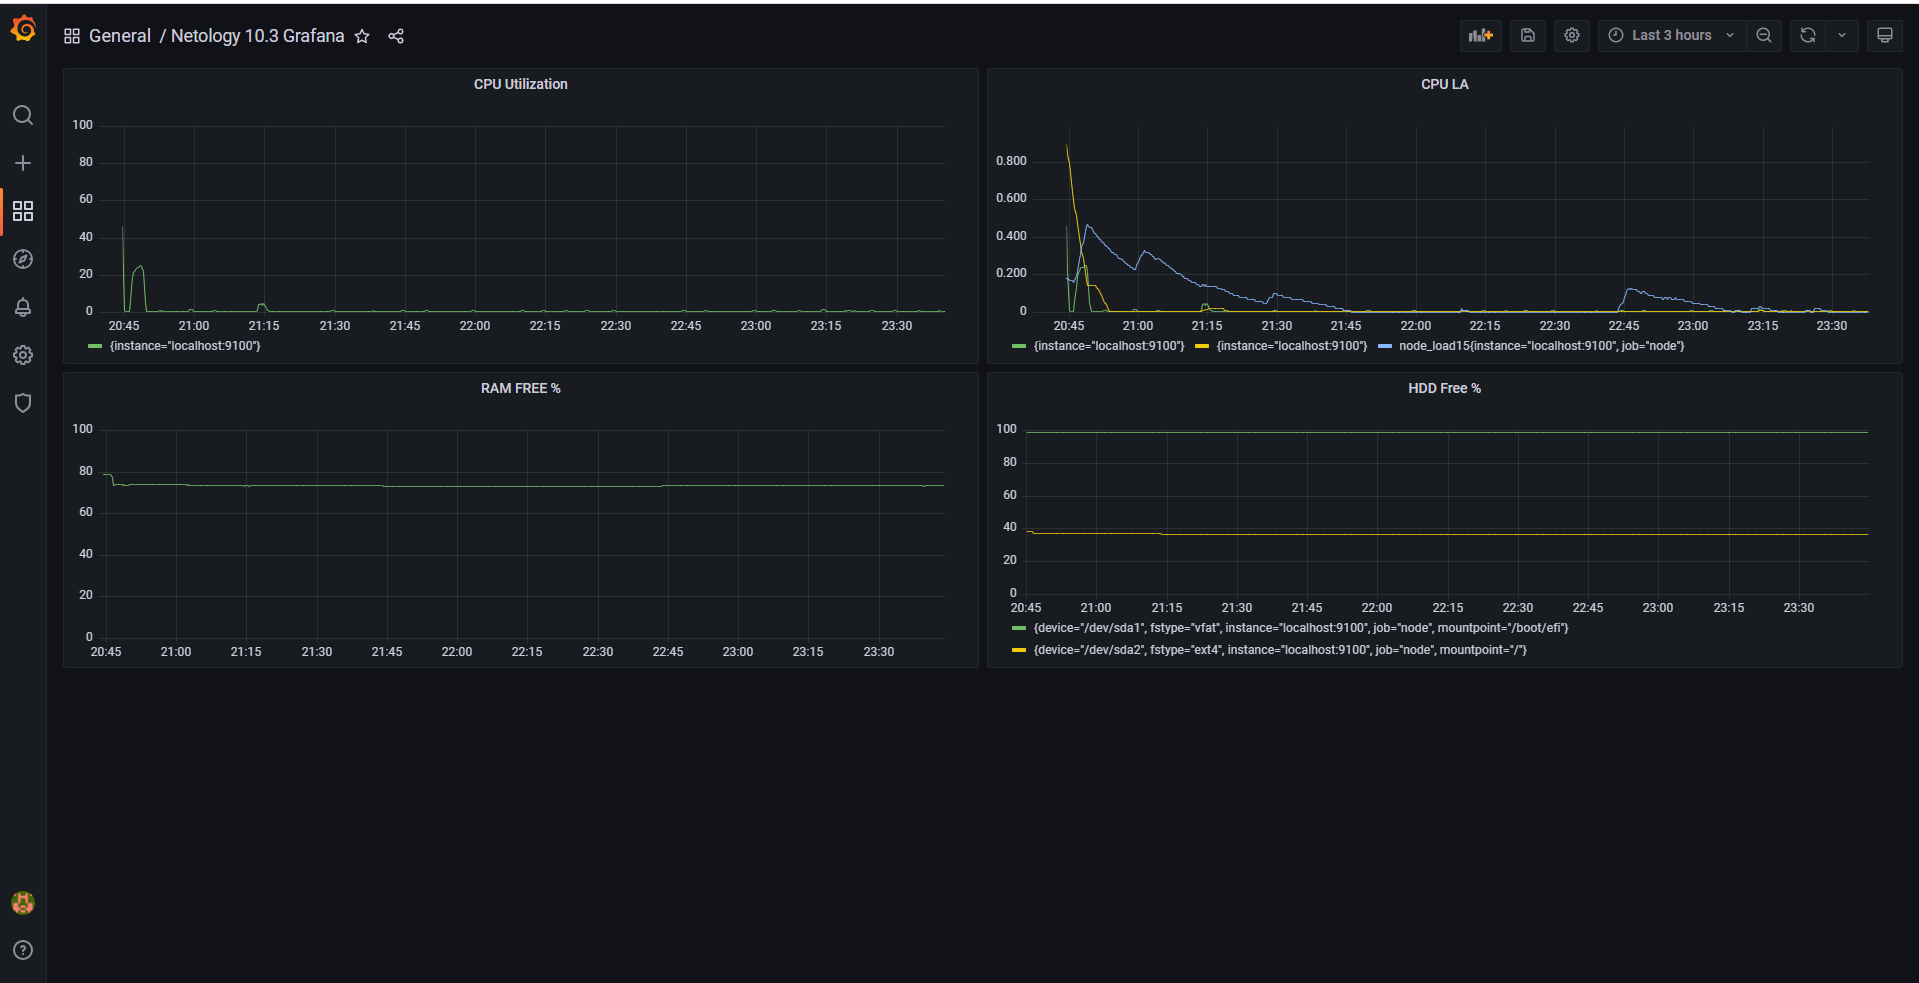 General / Netology 10.3 Grafana
Last 3 hours
CPU Utilization
100
80
60
40
20
0
20:45 21:00 21:15 21:30 21:45 22:00 22:15 22:30 22:45 23:00 23:15 23:30
{instance="localhost:9100"}
CPU LA
0.800
0.600
0.400
0.200
0
20:45 21:00 21:15 21:30 21:45 22:00 22:15 22:30 22:45 23:00 23:15 23:30
{instance="localhost:9100"} {instance="localhost:9100"} node_load15{instance="localhost:9100", job="node"}
RAM FREE %
100
80
60
40
20
0
20:45 21:00 21:15 21:30 21:45 22:00 22:15 22:30 22:45 23:00 23:15 23:30
HDD Free %
100
80
60
40
20
0
20:45 21:00 21:15 21:30 21:45 22:00 22:15 22:30 22:45 23:00 23:15 23:30
{device="/dev/sda1", fstype="vfat", instance="localhost:9100", job="node", mountpoint="/boot/efi"}
{device="/dev/sda2", fstype="ext4", instance="localhost:9100", job="node", mountpoint="/"}